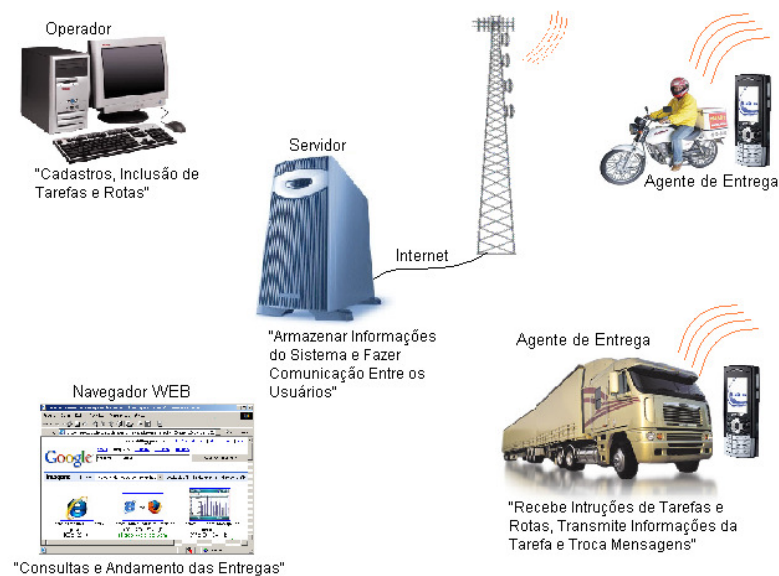 Operador
"Cadastros, Inclusão de
Tarefas e Rotas"
Servidor
Internet
"Armazenar Informações
do Sistema e Fazer
Comunicação Entre os
Usuários"
Agente de Entrega
Agente de Entrega
"Recebe Intruções de Tarefas e
Rotas, Transmite Informações da
Tarefa e Troca Mensagens"
Navegador WEB
Google
"Consultas e Andamento das Entregas"